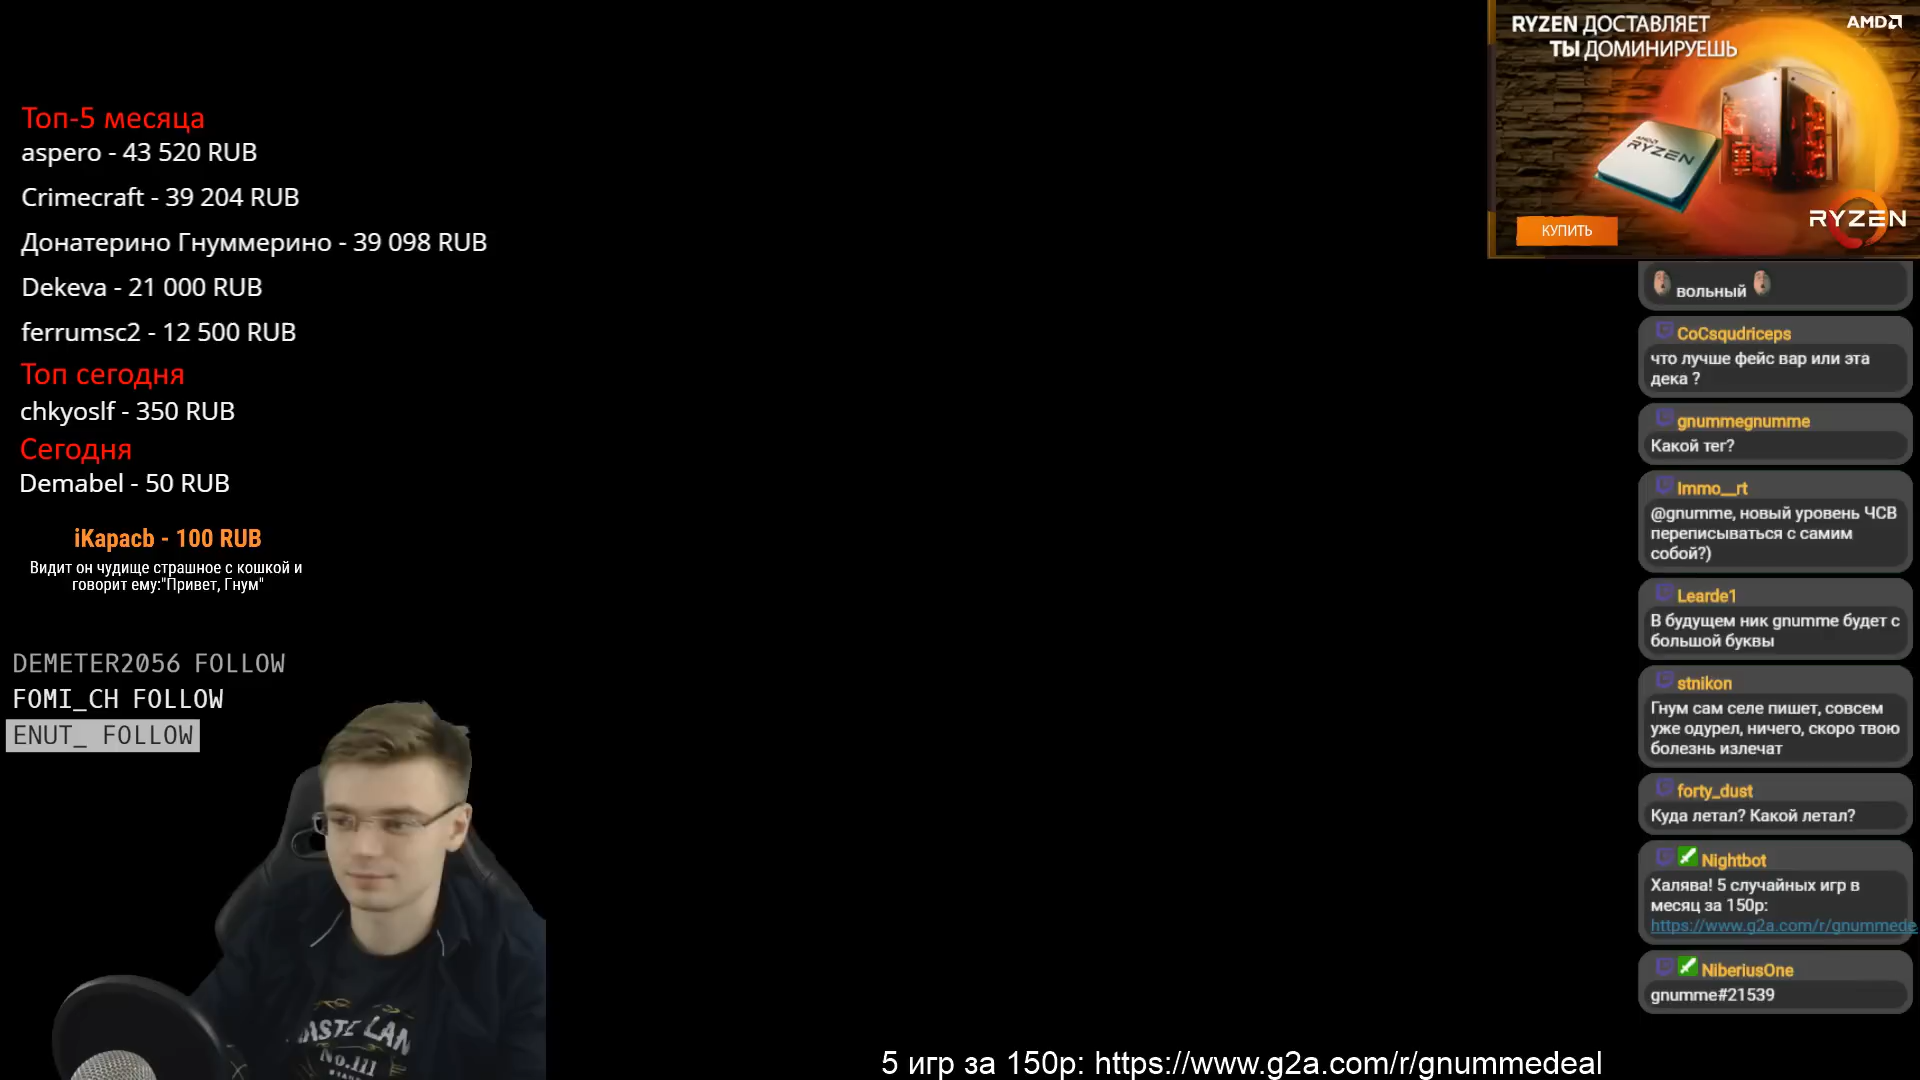 Топ-5 месяца
aspero - 43 520 RUB
Crimecraft - 39 204 RUB
Донатерино Гнуммерино - 39 098 RUB
Dekeva - 21 000 RUB
ferrumsc2 - 12 500 RUB
Топ сегодня
chkyoslf - 350 RUB
Сегодня
Demabel - 50 RUB
iKapacb - 100 RUB
Видит он чудище страшное с кошкой и
говорит ему:"Привет, Гнум"
DEMETER2056 FOLLOW
FOMI_CH FOLLOW
ENUT_ FOLLOW
No.111
RYZEN ДОСТАВЛЯЕТ
ТЫ ДОМИНИРУЕШЬ
AMD
AMD
RYZEN
КУПИТЬ
RYZEN
вольный
CoCsqudriceps
что лучше фейс вар или эта
дека ?
gnummegnumme
Какой тег?
Immo__rt
@gnumme, новый уровень ЧСВ
переписываться с самим
собой?)
Learde1
В будущем ник gnumme будет с
большой буквы
stnikon
Гнум сам селе пишет, совсем
уже одурел, ничего, скоро твою
болезнь излечат
forty_dust
Куда летал? Какой летал?
Nightbot
Халява! 5 случайных игр в
месяц за 150р:
https://www.g2a.com/r/gnummede
NiberiusOne
gnumme#21539
5 игр за 150р: https://www.g2a.com/r/gnummedeal